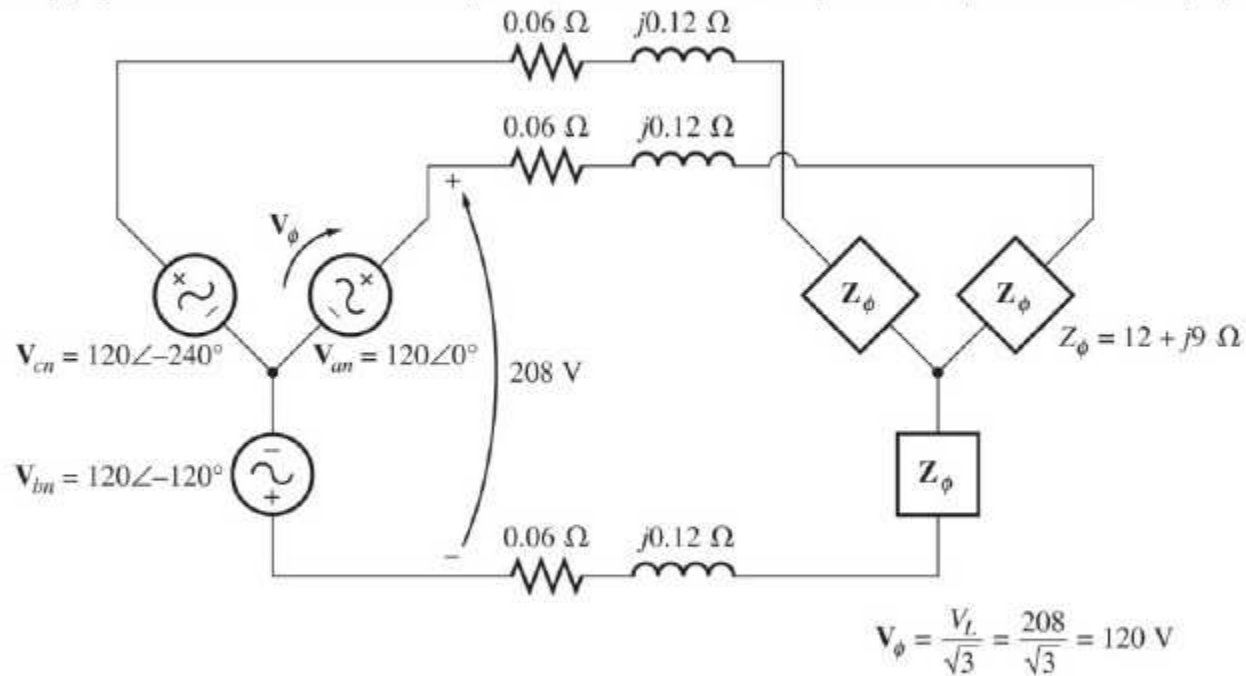 0.06 Ω j0.12 Ω
0.06 Ω j0.12 Ω
+
V_ϕ
+ +
– –
Z_ϕ Z_ϕ
V_cn = 120∠–240° V_an = 120∠0°
208 V
Z_ϕ = 12 + j9 Ω
V_bn = 120∠–120°
–
+
Z_ϕ
–
0.06 Ω j0.12 Ω
V_ϕ = V_L/√3 = 208/√3 = 120 V